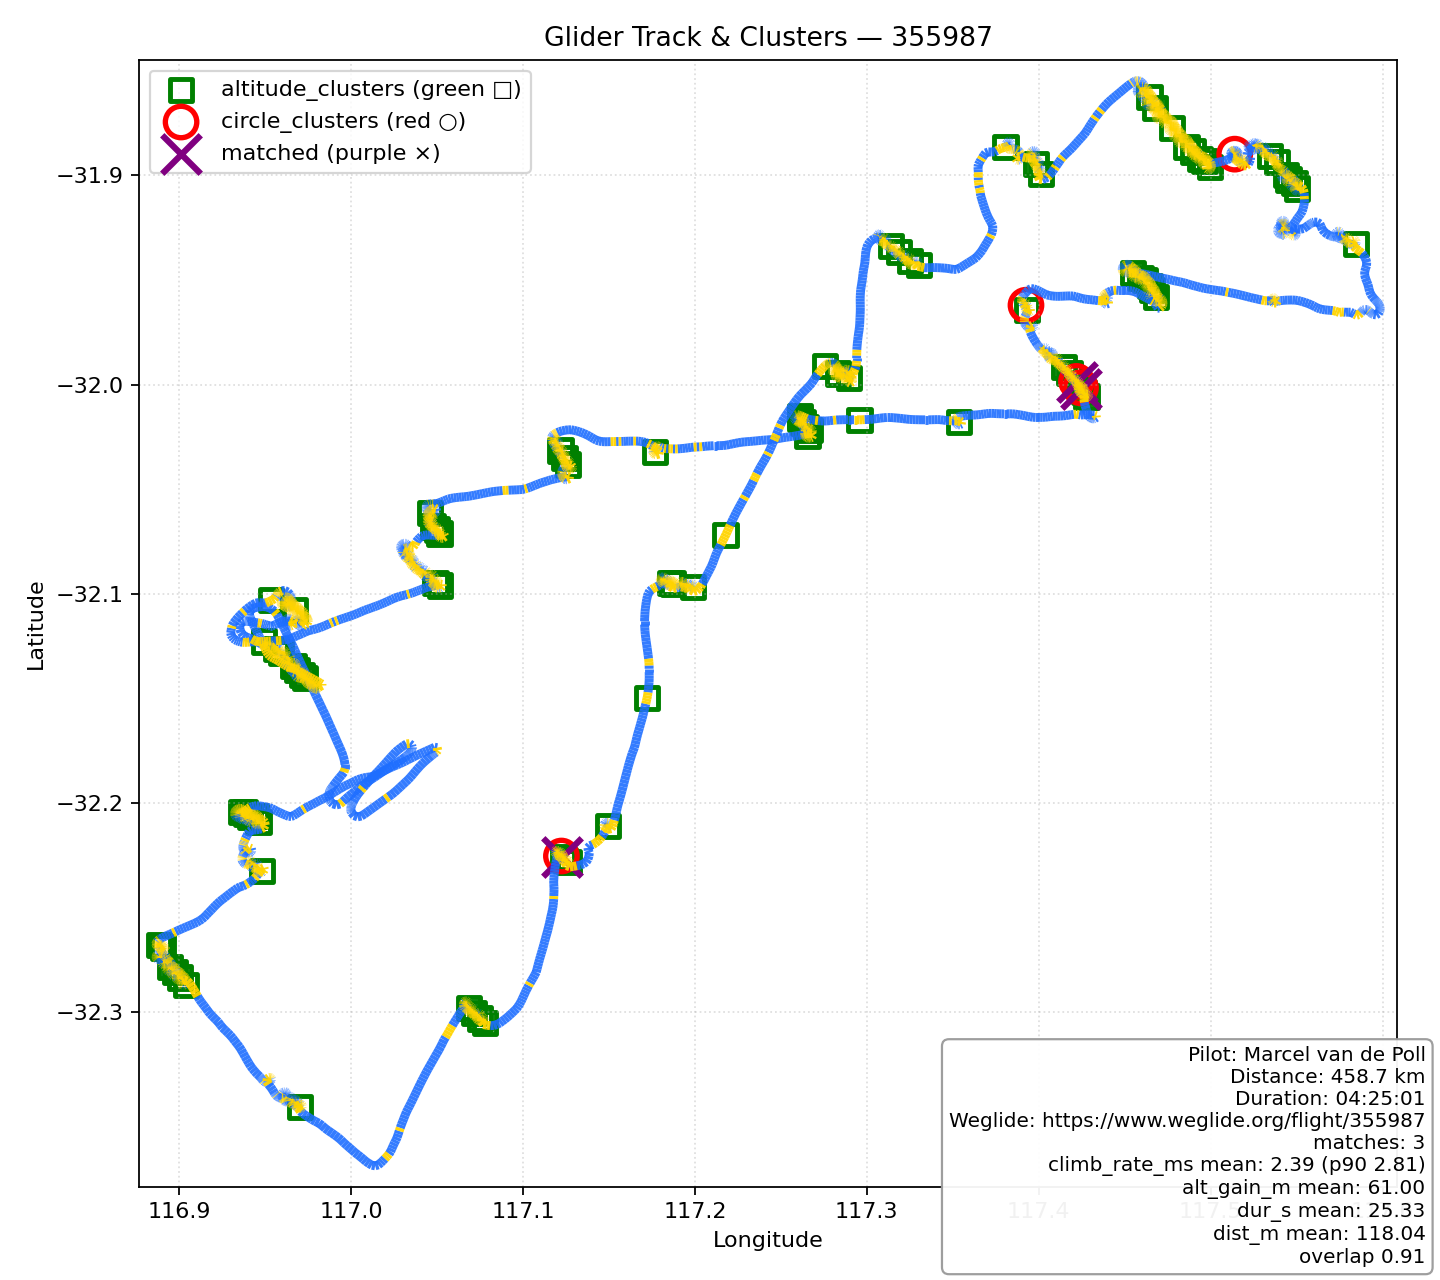 Glider Track & Clusters — 355987
altitude_clusters (green □)
circle_clusters (red ○)
matched (purple ×)
Latitude
−31.9
−32.0
−32.1
−32.2
−32.3
116.9
117.0
117.1
117.2
117.3
117.4
117.5
Longitude
Pilot: Marcel van de Poll
Distance: 458.7 km
Duration: 04:25:01
Weglide: https://www.weglide.org/flight/355987
matches: 3
climb_rate_ms mean: 2.39 (p90 2.81)
alt_gain_m mean: 61.00
dur_s mean: 25.33
dist_m mean: 118.04
overlap 0.91